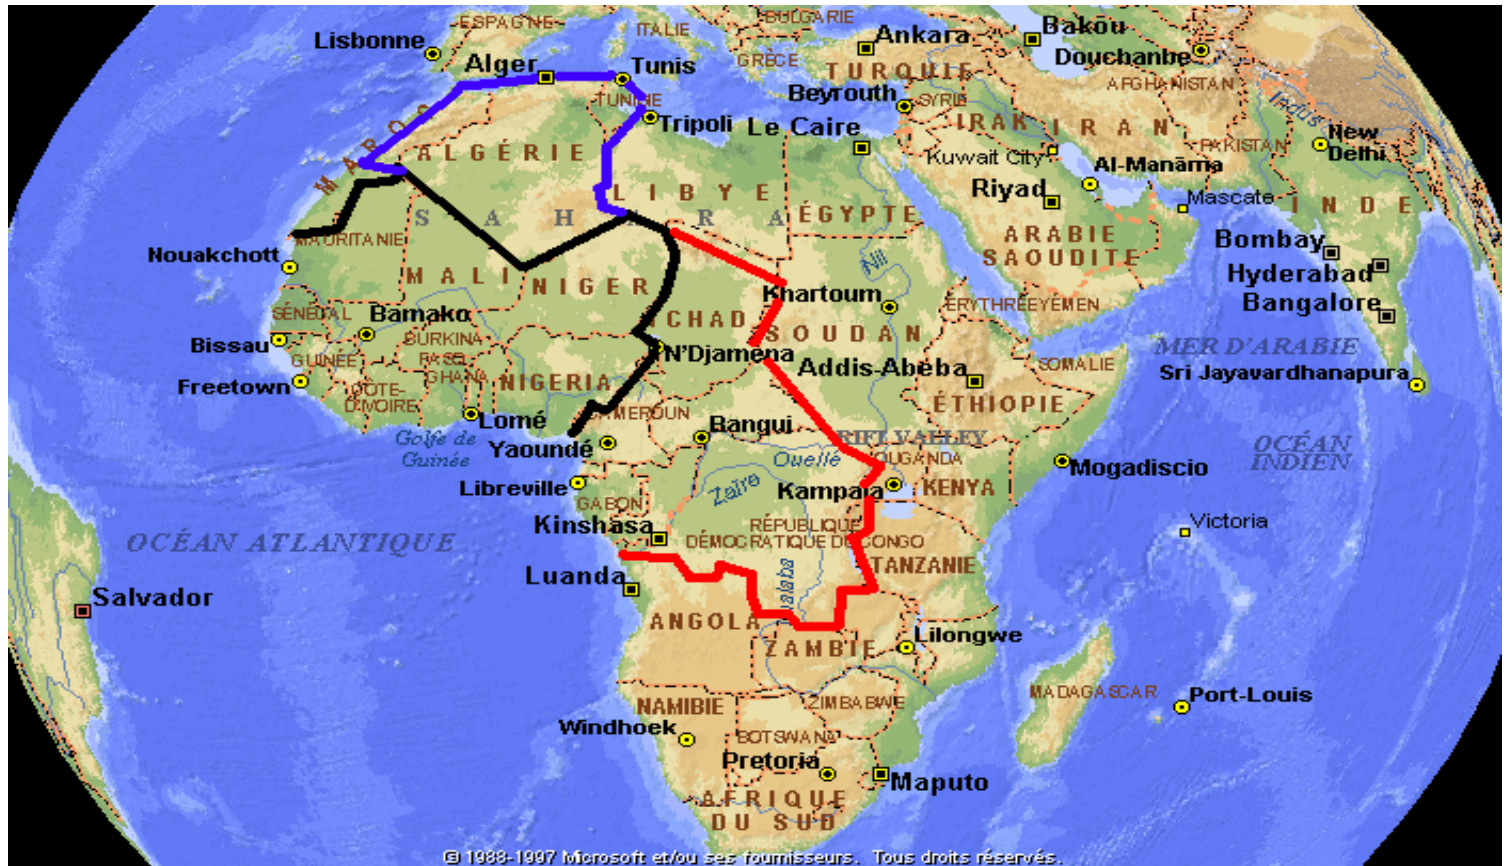 ESPAGNE
ITALIE
BULGARIE
Lisbonne
Ankara
Bakou
Douchanbe
GRÈCE
TURQUIE
Alger
Tunis
AFGHANISTAN
Beyrouth
SYRIE
TUNISIE
Indus
MAROC
Tripoli
Le Caire
IRAK
IRAN
New
Delhi
PAKISTAN
ALGÉRIE
Kuwait City
Al-Manāma
LIBYE
Riyad
Mascate
SAHARA
ÉGYPTE
INDE
MAURITANIE
ARABIE
SAOUDITE
Bombay
Nouakchott
Nil
Hyderabad
MALI
NIGER
Khartoum
ÉRYTHRÉE
YÉMEN
Bangalore
SÉNÉGAL
Bamako
TCHAD
SOUDAN
BURKINA
FASO
Bissau
GUINÉE
N'Djamena
MER D'ARABIE
Addis-Abeba
SOMALIE
Sri Jayavardhanapura
Freetown
GHANA
NIGERIA
CÔTE-
D'IVOIRE
ÉTHIOPIE
Lomé
CAMEROUN
Bangui
Golfe de
Guinée
Yaoundé
RIFT VALLEY
OCÉAN
INDIEN
Ouellé
OUGANDA
Mogadiscio
Libreville
Zaïre
Kampala
KENYA
GABON
Kinshasa
RÉPUBLIQUE
DÉMOCRATIQUE DU CONGO
Victoria
OCÉAN ATLANTIQUE
Luanda
TANZANIE
Salvador
ANGOLA
Lilongwe
ZAMBIE
MADAGASCAR
Port-Louis
NAMIBIE
ZIMBABWE
Windhoek
BOTSWANA
Pretoria
Maputo
AFRIQUE
DU SUD
© 1988-1997 Microsoft et/ou ses fournisseurs. Tous droits réservés.